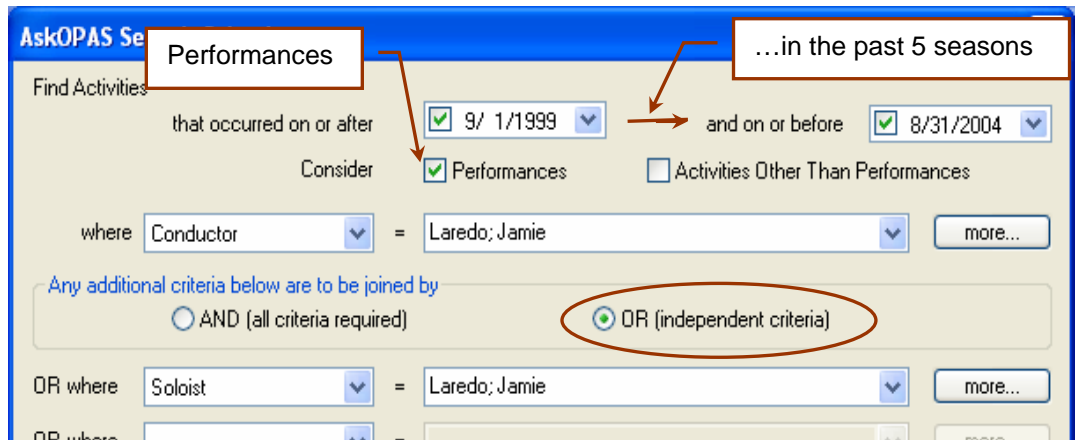 AskOPAS Se
Performances
…in the past 5 seasons
Find Activities
that occurred on or after 9/ 1/1999 and on or before 8/31/2004
Consider Performances Activities Other Than Performances
where Conductor = Laredo; Jamie more...
Any additional criteria below are to be joined by
AND (all criteria required) OR (independent criteria)
OR where Soloist = Laredo; Jamie more...
OR where = more...